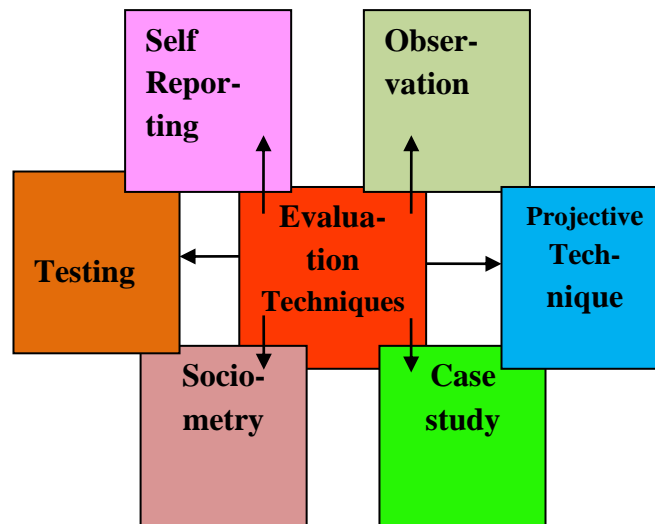 Self
Repor-
ting
Obser-
vation
Testing
Evalua-
tion
Techniques
Projective
Tech-
nique
Socio-
metry
Case
study